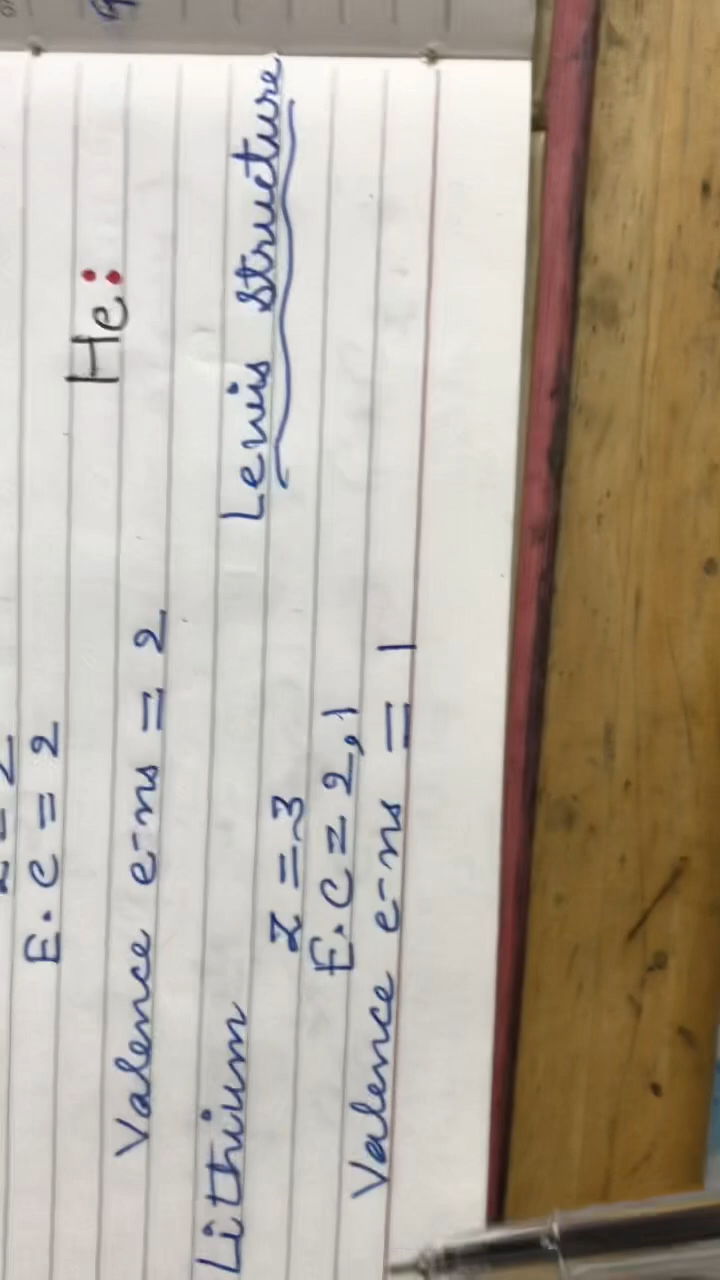 E.C = 2
He:
Valence e-ns = 2
Lithium
Lewis Structure
Z = 3
E.C = 2,1
Valence e-ns = 1